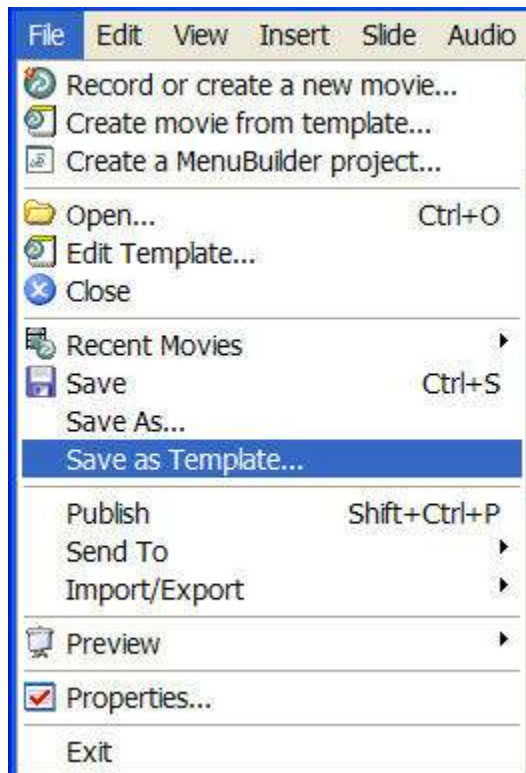 File Edit View Insert Slide Audio
Record or create a new movie...
Create movie from template...
Create a MenuBuilder project...
Open... Ctrl+O
Edit Template...
Close
Recent Movies
Save Ctrl+S
Save As...
Save as Template...
Publish Shift+Ctrl+P
Send To
Import/Export
Preview
Properties...
Exit